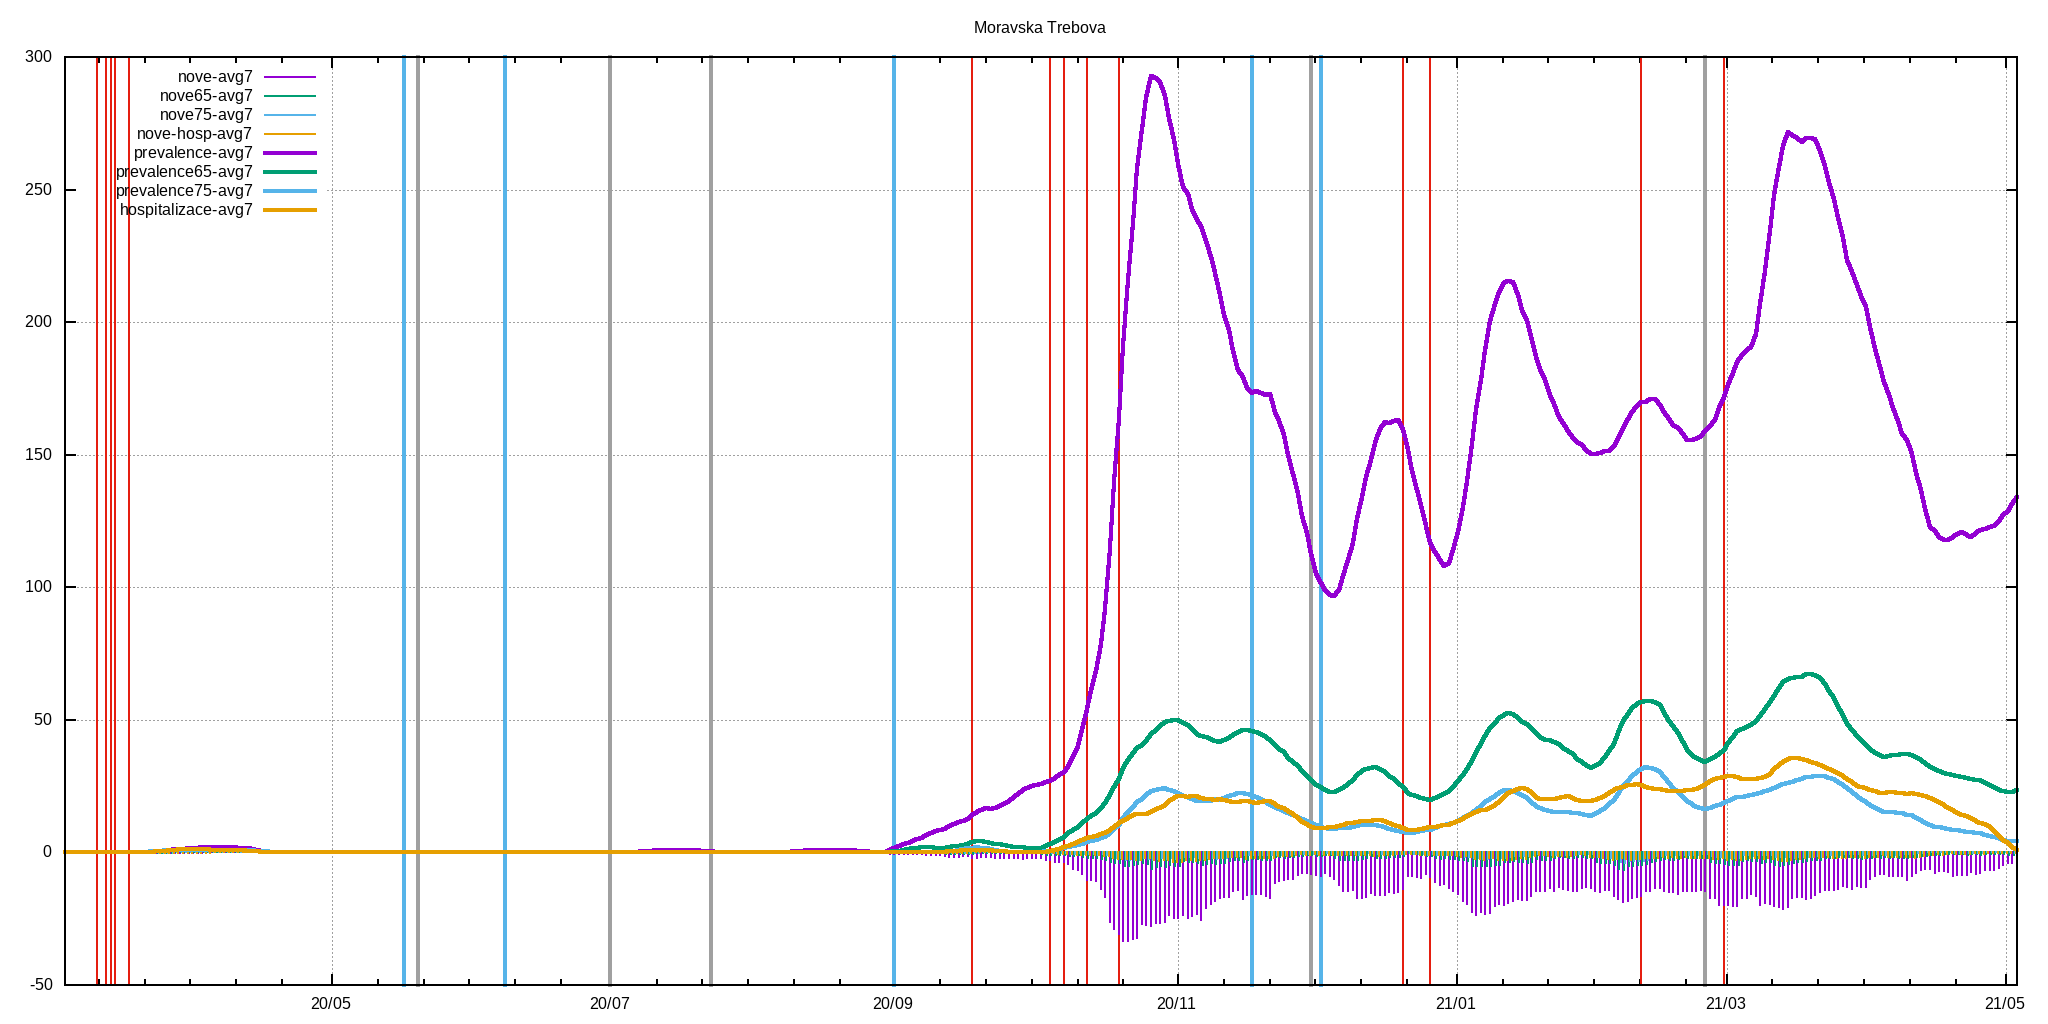 Moravska Trebova
300
250
200
150
100
50
0
-50
nove-avg7
nove65-avg7
nove75-avg7
nove-hosp-avg7
prevalence-avg7
prevalence65-avg7
prevalence75-avg7
hospitalizace-avg7
20/05
20/07
20/09
20/11
21/01
21/03
21/05